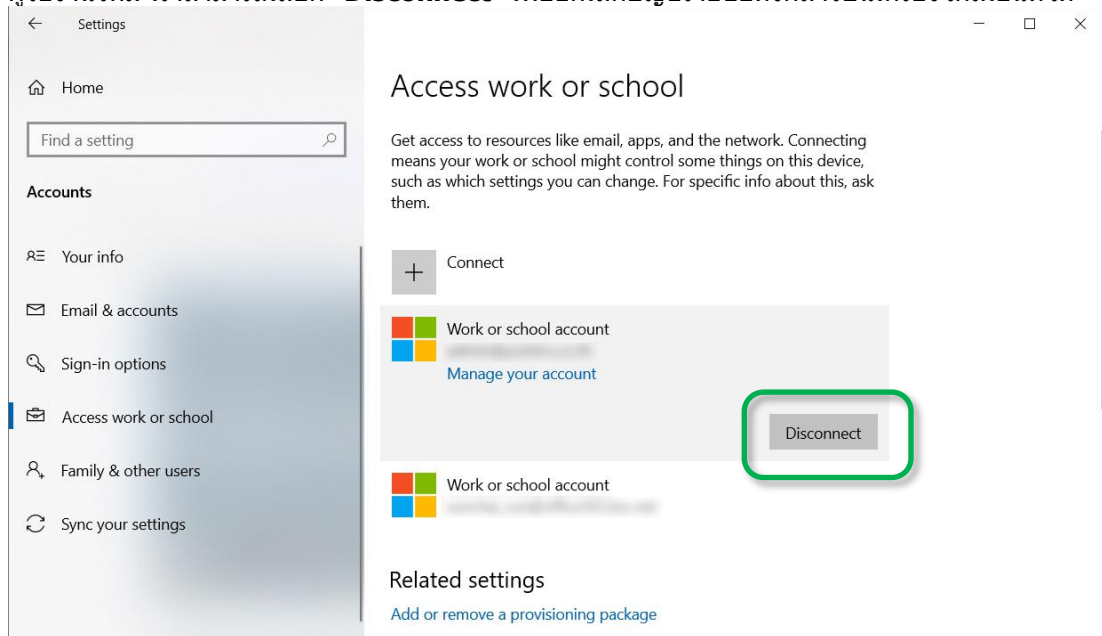 "Disconness"
Settings
Home
Access work or school
Find a setting
Get access to resources like email, apps, and the network. Connecting
means your work or school might control some things on this device,
such as which settings you can change. For specific info about this, ask
them.
Accounts
Your info
Email & accounts
Sign-in options
Access work or school
Family & other users
Sync your settings
Connect
Work or school account
Manage your account
Disconnect
Work or school account
Related settings
Add or remove a provisioning package